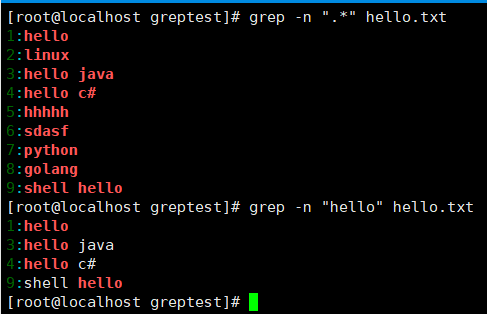 [root@localhost greptest]# grep -n ".*" hello.txt
1:hello
2:linux
3:hello java
4:hello c#
5:hhhhh
6:sdasf
7:python
8:golang
9:shell hello
[root@localhost greptest]# grep -n "hello" hello.txt
1:hello
3:hello java
4:hello c#
9:shell hello
[root@localhost greptest]#